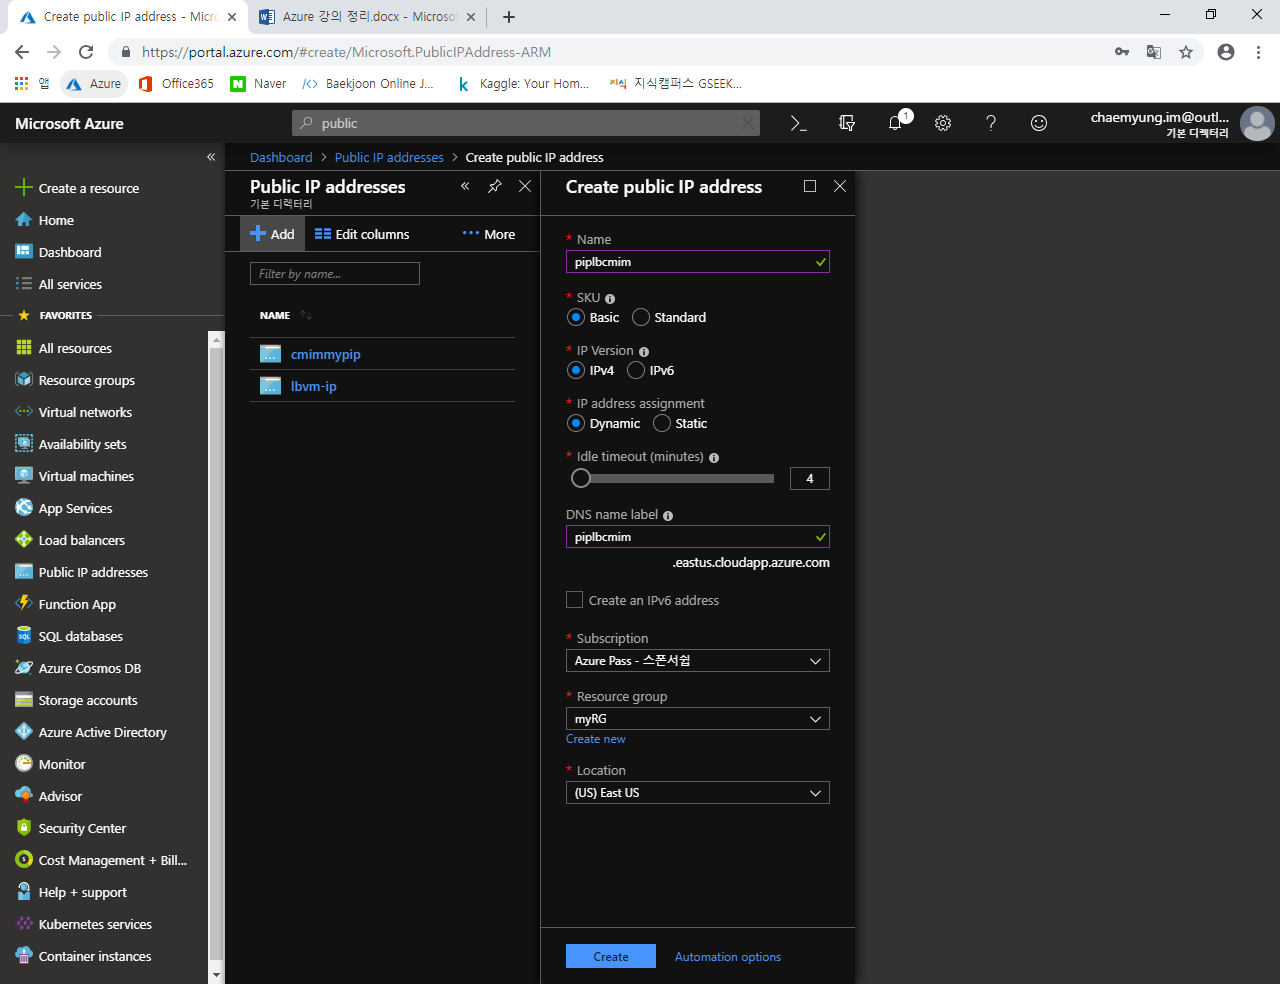 Create public IP address - Micro
Azure 강의 정리.docx - Microsof
https://portal.azure.com/#create/Microsoft.PublicIPAddress-ARM
앱
Azure
Office365
Naver
Baekjoon Online J...
Kaggle: Your Hom...
지식캠퍼스 GSEEK...
Microsoft Azure
public
1
chaemyung.im@outl...
기본 디렉터리
Dashboard > Public IP addresses > Create public IP address
Create a resource
Home
Dashboard
All services
FAVORITES
All resources
Resource groups
Virtual networks
Availability sets
Virtual machines
App Services
Load balancers
Public IP addresses
Function App
SQL databases
Azure Cosmos DB
Storage accounts
Azure Active Directory
Monitor
Advisor
Security Center
Cost Management + Bill...
Help + support
Kubernetes services
Container instances
Public IP addresses
기본 디렉터리
Add
Edit columns
More
Filter by name...
NAME
cmimmypip
lbvm-ip
Create public IP address
* Name
piplbcmim
* SKU
Basic
Standard
* IP Version
IPv4
IPv6
* IP address assignment
Dynamic
Static
* Idle timeout (minutes)
4
DNS name label
piplbcmim
.eastus.cloudapp.azure.com
Create an IPv6 address
* Subscription
Azure Pass - 스폰서쉽
* Resource group
myRG
Create new
* Location
(US) East US
Create
Automation options